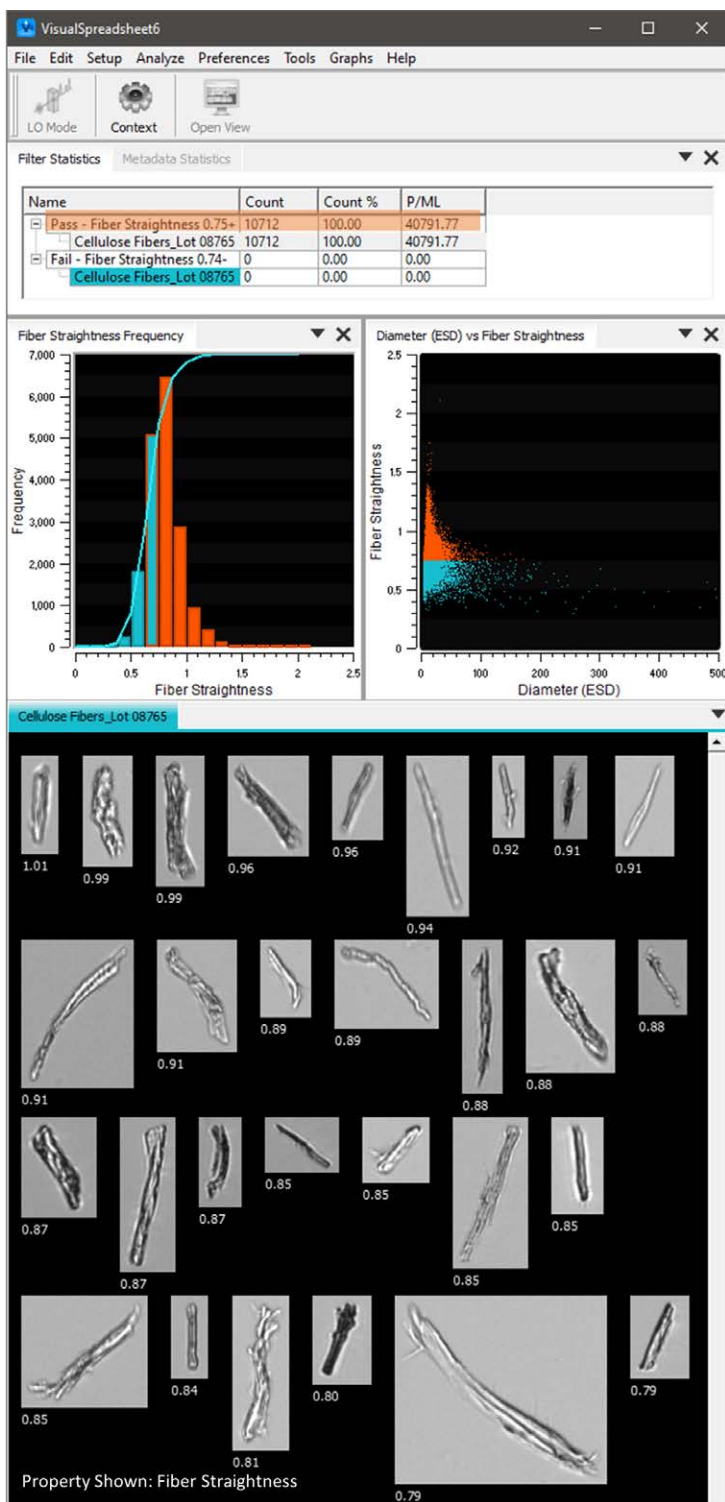 VisualSpreadsheet6
File Edit Setup Analyze Preferences Tools Graphs Help
LO Mode Context Open View
Filter Statistics Metadata Statistics
Name Count Count % P/ML
Pass - Fiber Straightness 0.75+ 10712 100.00 40791.77
Cellulose Fibers_Lot 08765 10712 100.00 40791.77
Fail - Fiber Straightness 0.74- 0 0.00 0.00
Cellulose Fibers_Lot 08765 0 0.00 0.00
Fiber Straightness Frequency
7,000
6,000
5,000
4,000
3,000
2,000
1,000
0
Frequency
0 0.5 1 1.5 2 2.5
Fiber Straightness
Diameter (ESD) vs Fiber Straightness
2.5
2
1.5
1
0.5
0
Fiber Straightness
0 100 200 300 400 500
Diameter (ESD)
Cellulose Fibers_Lot 08765
1.01 0.99 0.99 0.96 0.96 0.94 0.92 0.91 0.91
0.91 0.91 0.89 0.89 0.88 0.88 0.88
0.87 0.87 0.87 0.85 0.85 0.85 0.85
0.85 0.84 0.81 0.80 0.79 0.79
Property Shown: Fiber Straightness